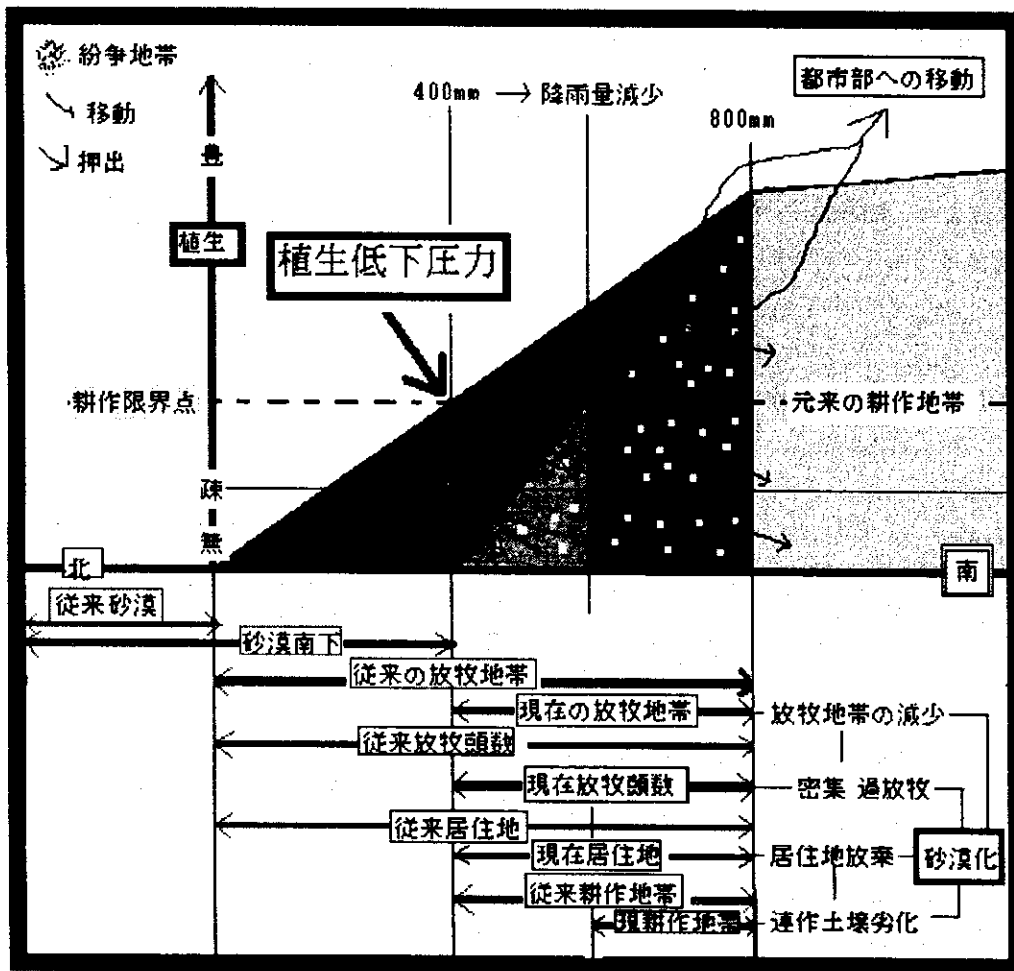 紛争地帯
移動
押出
400mm → 降雨量減少
800mm
都市部への移動
豊
植生
植生低下圧力
耕作限界点
元来の耕作地帯
疎
無
北
南
従来砂漠
砂漠南下
従来の放牧地帯
現在の放牧地帯
放牧地帯の減少
従来放牧頭数
現在放牧頭数
密集 過放牧
従来居住地
現在居住地
居住地放棄
砂漠化
従来耕作地帯
現耕作地帯
連作土壌劣化